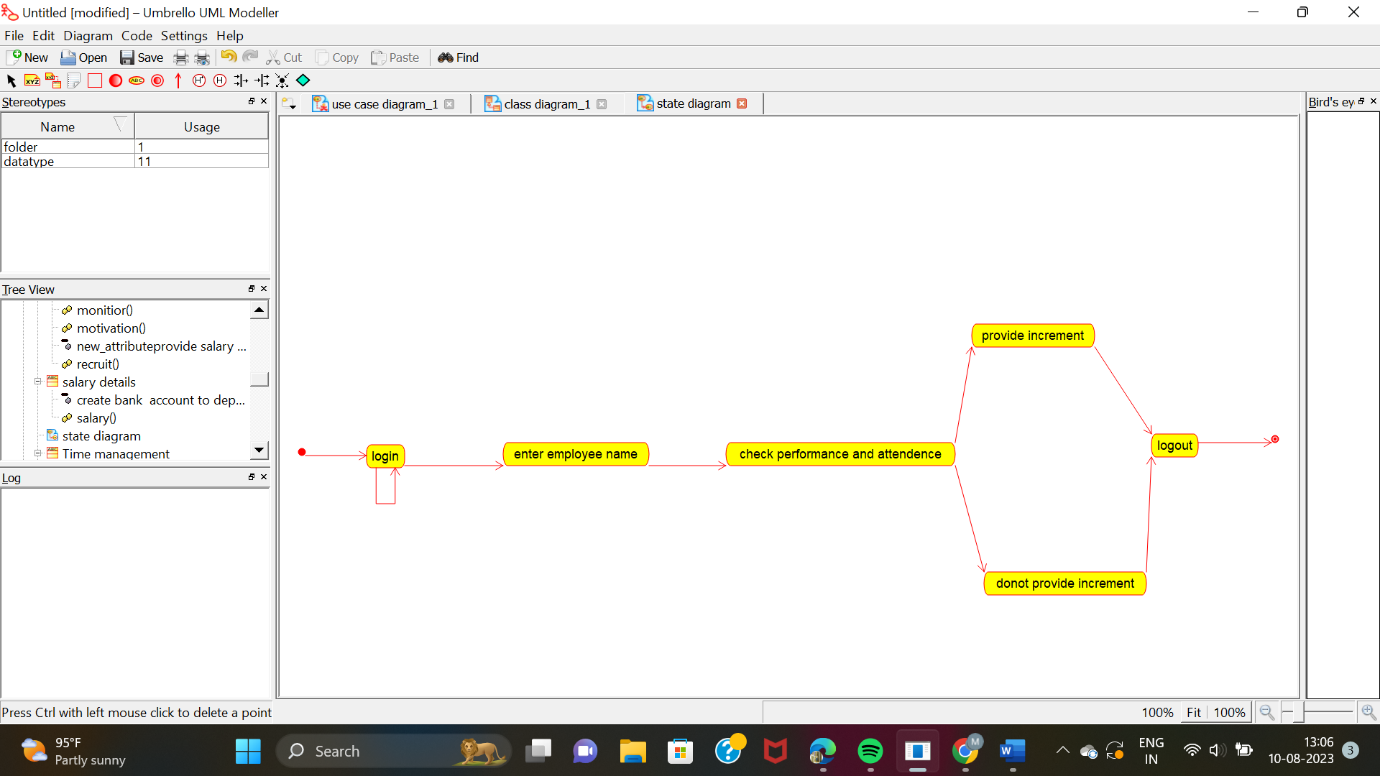 Untitled [modified] – Umbrello UML Modeller
File Edit Diagram Code Settings Help
New Open Save Cut Copy Paste Find
XYZ ABC H H
Stereotypes
use case diagram_1 class diagram_1 state diagram
Bird's ey
Name Usage
folder 1
datatype 11
Tree View
monitior()
motivation()
new_attributeprovide salary ...
recruit()
salary details
create bank account to dep...
salary()
state diagram
Time management
Log
provide increment
login
enter employee name
check performance and attendence
logout
donot provide increment
Press Ctrl with left mouse click to delete a point
100% Fit 100%
95°F
Partly sunny
Search
M
ENG
IN
13:06
10-08-2023
3